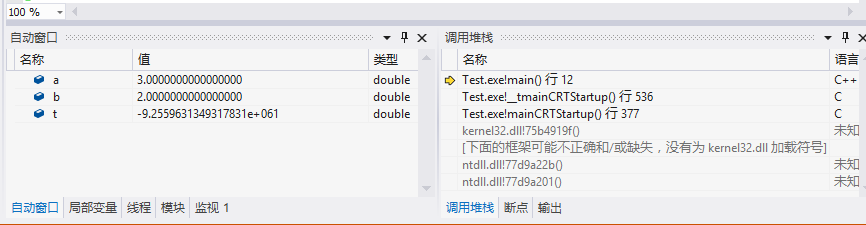 100 %
自动窗口
名称 值 类型
a 3.0000000000000000 double
b 2.0000000000000000 double
t -9.2559631349317831e+061 double
自动窗口 局部变量 线程 模块 监视 1
调用堆栈
名称 语言
Test.exe!main() 行 12 C++
Test.exe!__tmainCRTStartup() 行 536 C
Test.exe!mainCRTStartup() 行 377 C
kernel32.dll!75b4919f() 未知
[下面的框架可能不正确和/或缺失，没有为 kernel32.dll 加载符号]
ntdll.dll!77d9a22b() 未知
ntdll.dll!77d9a201() 未知
调用堆栈 断点 输出